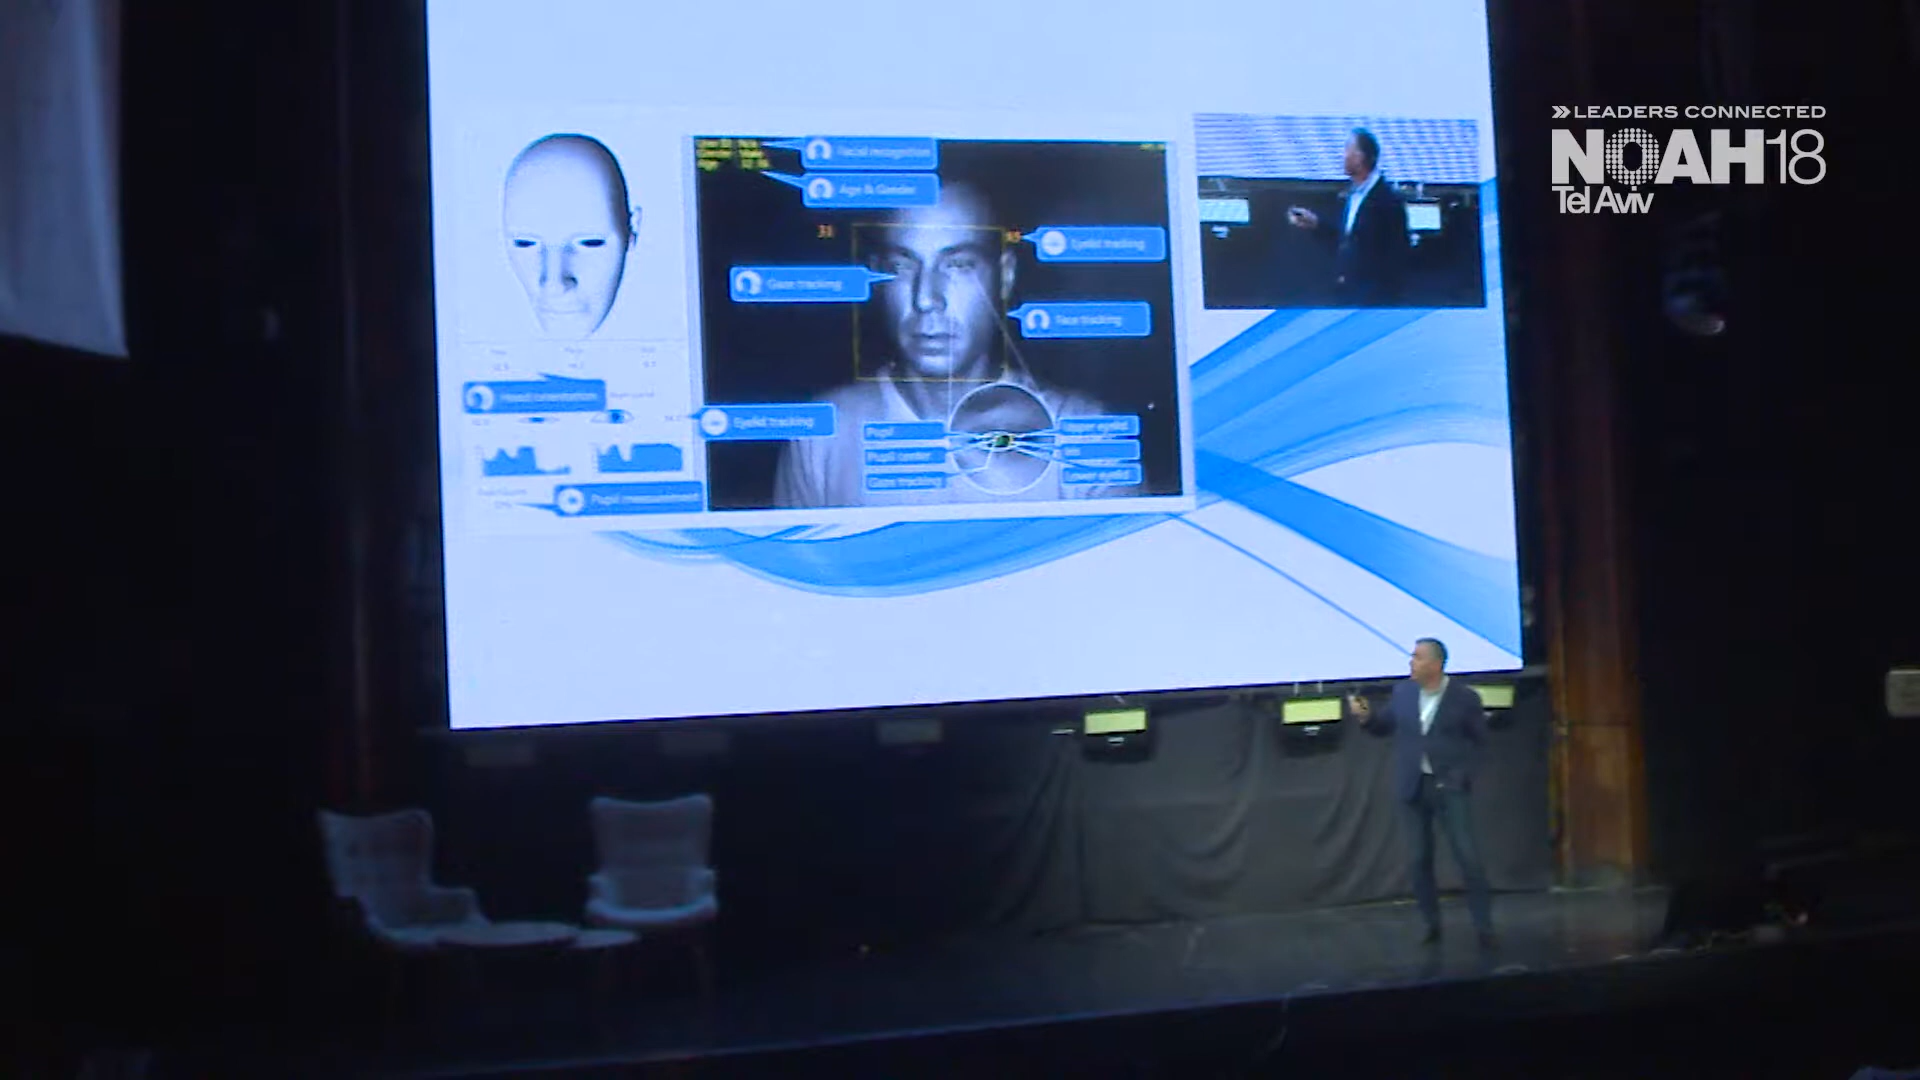 LEADERS CONNECTED
NOAH18
Tel Aviv
Facial recognition
Age & Gender
31
Eyelid tracking
Gaze tracking
Face tracking
Head orientation
Eyelid tracking
Pupil
Pupil center
Gaze tracking
Upper eyelid
Iris
Lower eyelid
Pupil measurement